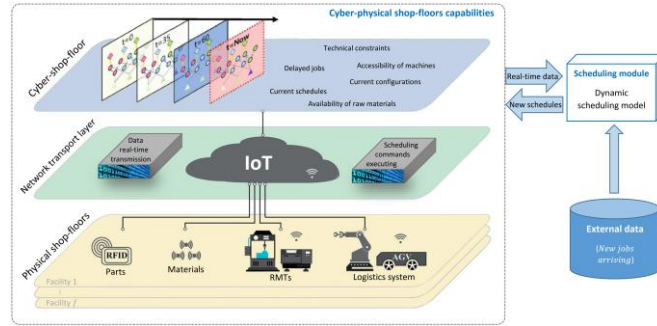 Cyber-physical shop-floors capabilities
Cyber-shop-floor
t=0
t=35
t=60
t=Now
Technical constraints
Delayed jobs
Accessibility of machines
Current configurations
Current schedules
Availability of raw materials
Real-time data
New schedules
Scheduling module
Dynamic
scheduling model
Network transport layer
Data
real-time
transmission
IoT
Scheduling
commands
executing
External data
(New jobs
arriving)
Physical shop-floors
RFID
Parts
Materials
RMTs
AGV
Logistics system
Facility 1
Facility f